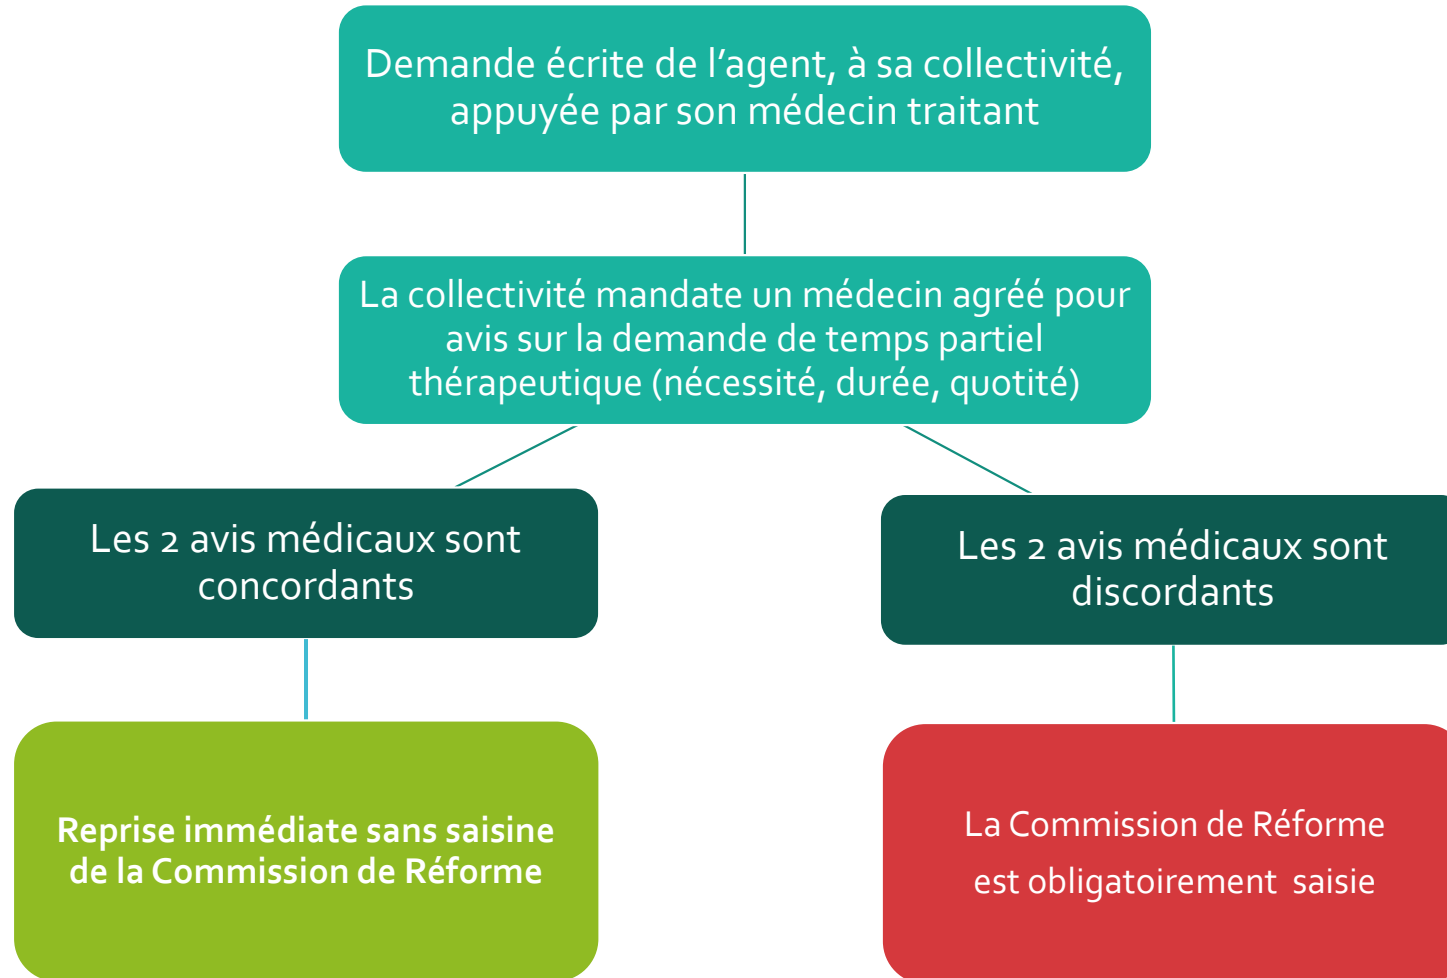 Demande écrite de l’agent, à sa collectivité,
appuyée par son médecin traitant
La collectivité mandate un médecin agréé pour
avis sur la demande de temps partiel
thérapeutique (nécessité, durée, quotité)
Les 2 avis médicaux sont
concordants
Les 2 avis médicaux sont
discordants
Reprise immédiate sans saisine
de la Commission de Réforme
La Commission de Réforme
est obligatoirement saisie